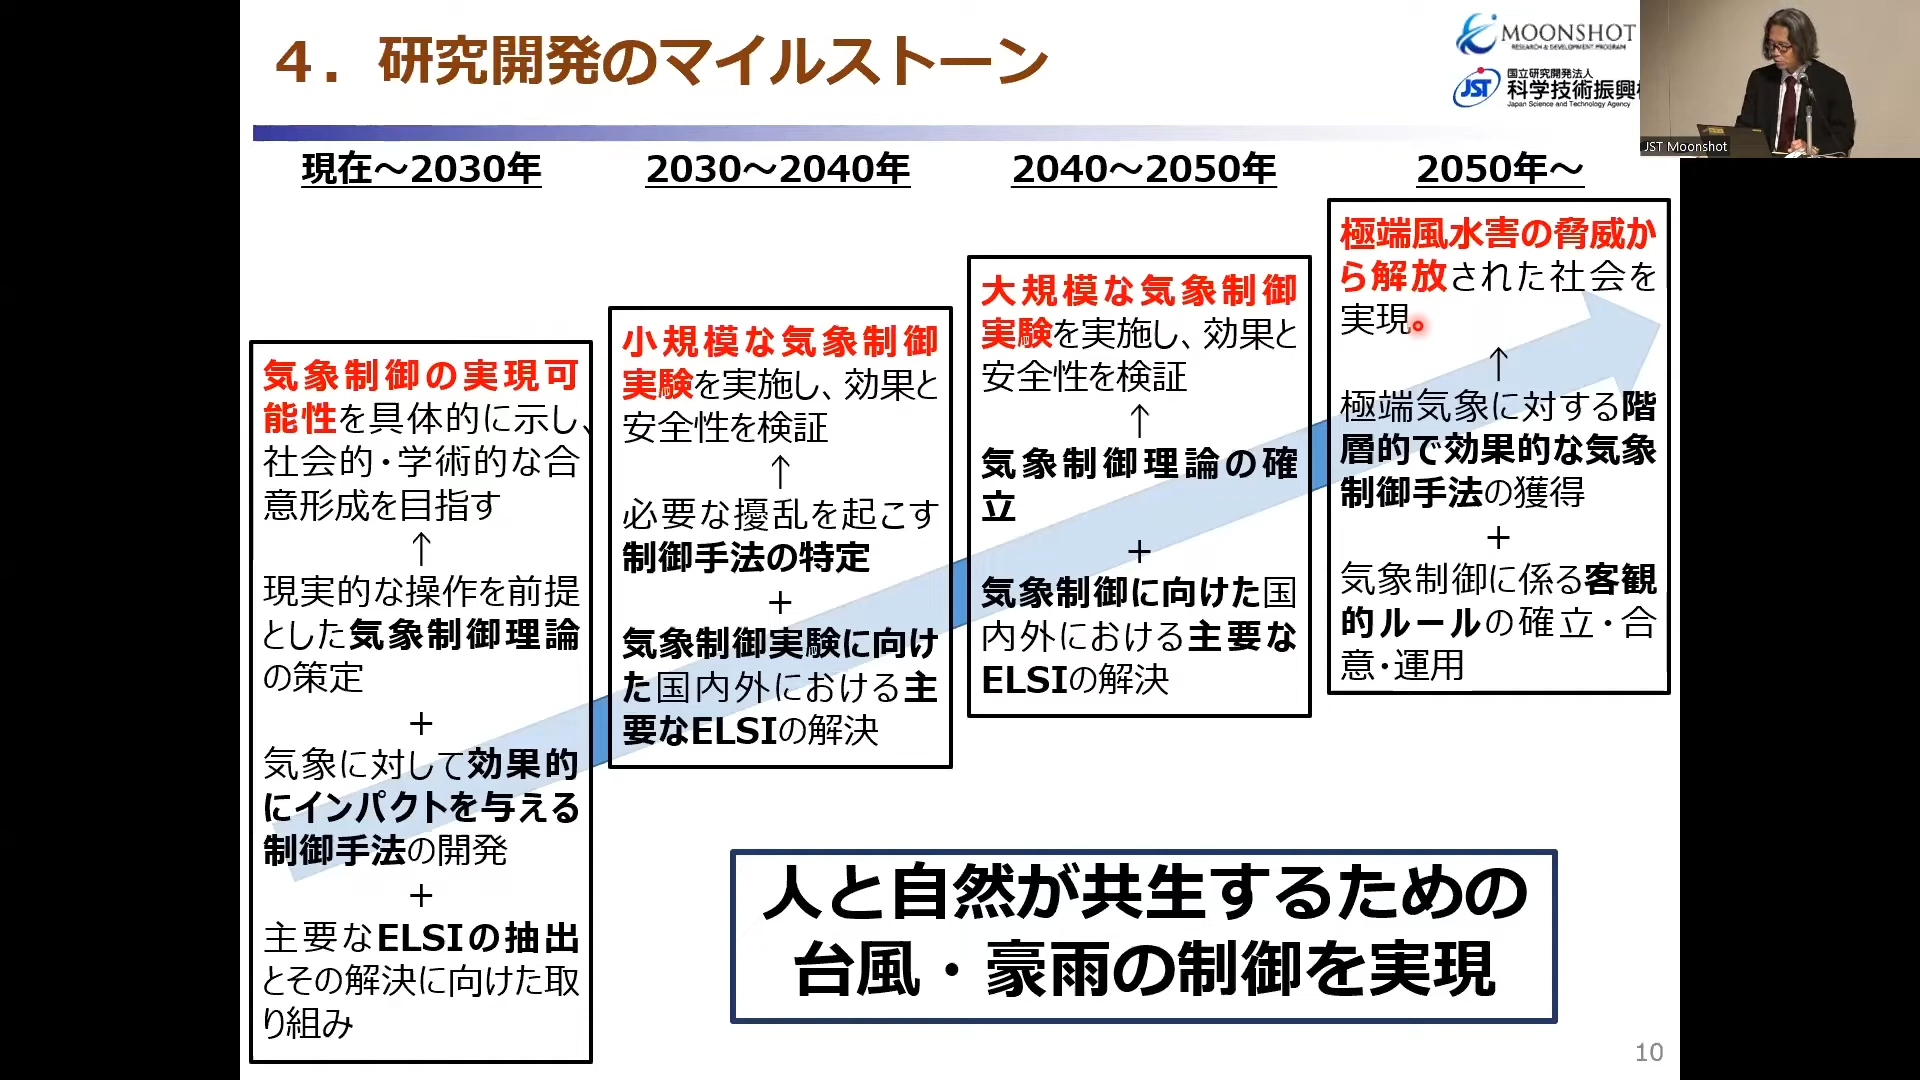 4．研究開発のマイルストーン
MOONSHOT
RESEARCH & DEVELOPMENT PROGRAM
国立研究開発法人
JST 科学技術振興
Japan Science and Technology Agency
JST Moonshot
現在～2030年
気象制御の実現可
能性を具体的に示し、
社会的・学術的な合
意形成を目指す
↑
現実的な操作を前提
とした気象制御理論
の策定
＋
気象に対して効果的
にインパクトを与える
制御手法の開発
＋
主要なELSIの抽出
とその解決に向けた取
り組み
2030～2040年
小規模な気象制御
実験を実施し、効果と
安全性を検証
↑
必要な擾乱を起こす
制御手法の特定
＋
気象制御実験に向け
た国内外における主
要なELSIの解決
2040～2050年
大規模な気象制御
実験を実施し、効果と
安全性を検証
↑
気象制御理論の確
立
＋
気象制御に向けた国
内外における主要な
ELSIの解決
2050年～
極端風水害の脅威か
ら解放された社会を
実現。
↑
極端気象に対する階
層的で効果的な気象
制御手法の獲得
＋
気象制御に係る客観
的ルールの確立・合
意・運用
人と自然が共生するための
台風・豪雨の制御を実現
10